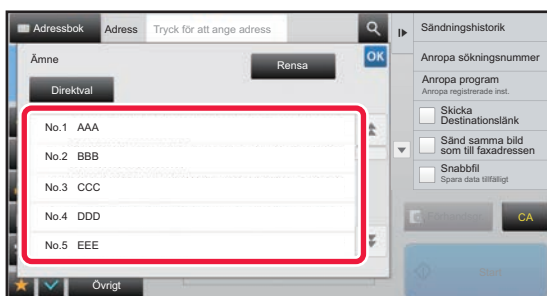 Adressbok
Adress
Tryck för att ange adress
Ämne
Rensa
OK
Direktval
No.1 AAA
No.2 BBB
No.3 CCC
No.4 DDD
No.5 EEE
Övrigt
Sändningshistorik
Anropa sökningsnummer
Anropa program
Anropa registrerade inst.
Skicka
Destinationslänk
Sänd samma bild
som till faxadressen
Snabbfil
Spara data tillfälligt
CA
Start